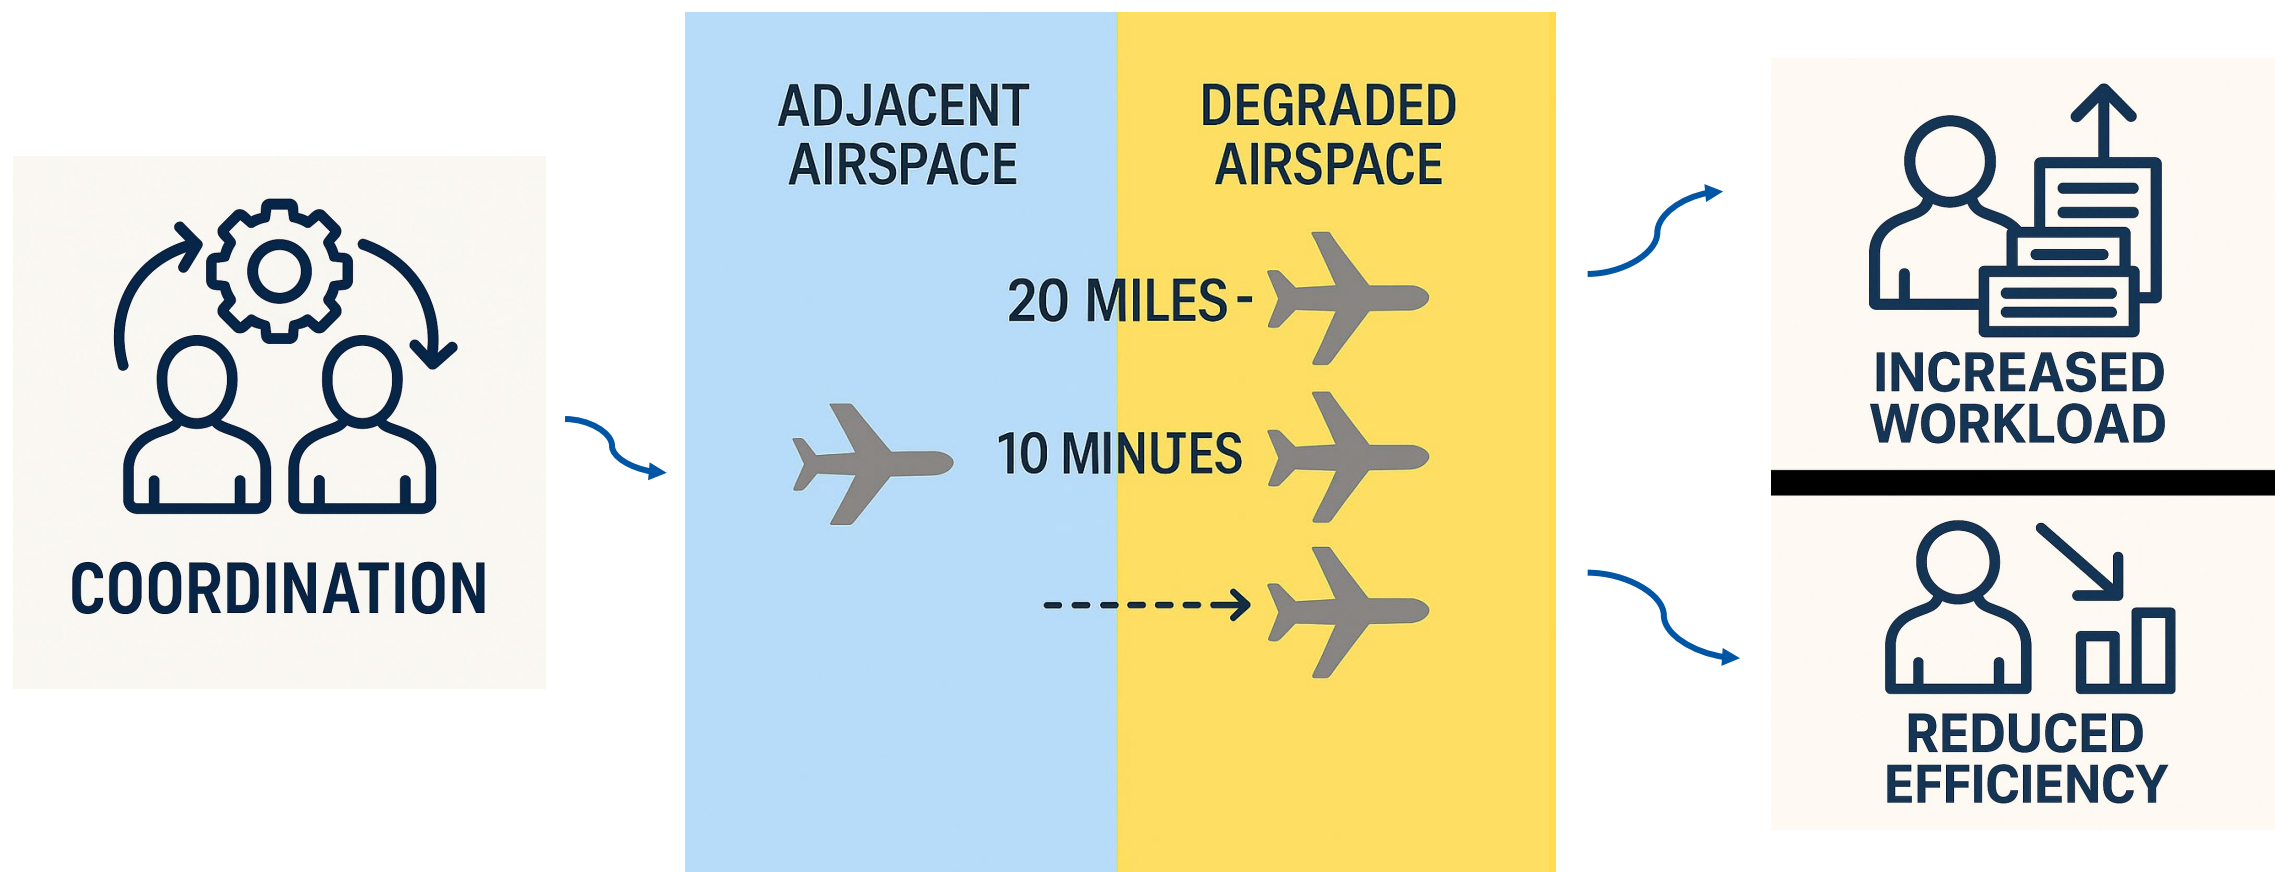 COORDINATION
ADJACENT
AIRSPACE
DEGRADED
AIRSPACE
20 MILES-
10 MINUTES
INCREASED
WORKLOAD
REDUCED
EFFICIENCY